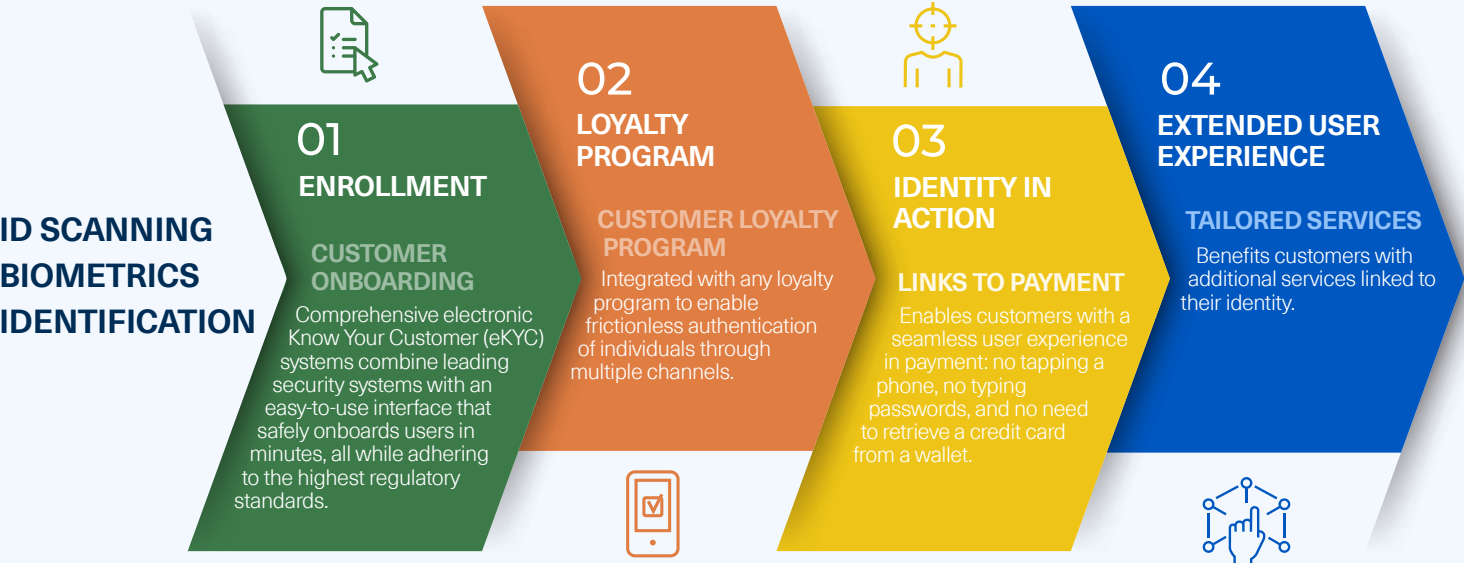 ID SCANNING
BIOMETRICS
IDENTIFICATION
01
ENROLLMENT
CUSTOMER
ONBOARDING
Comprehensive electronic
Know Your Customer (eKYC)
systems combine leading
security systems with an
easy-to-use interface that
safely onboards users in
minutes, all while adhering
to the highest regulatory
standards.
02
LOYALTY
PROGRAM
CUSTOMER LOYALTY
PROGRAM
Integrated with any loyalty
program to enable
frictionless authentication
of individuals through
multiple channels.
03
IDENTITY IN
ACTION
LINKS TO PAYMENT
Enables customers with a
seamless user experience
in payment: no tapping a
phone, no typing
passwords, and no need
to retrieve a credit card
from a wallet.
04
EXTENDED USER
EXPERIENCE
TAILORED SERVICES
Benefits customers with
additional services linked to
their identity.